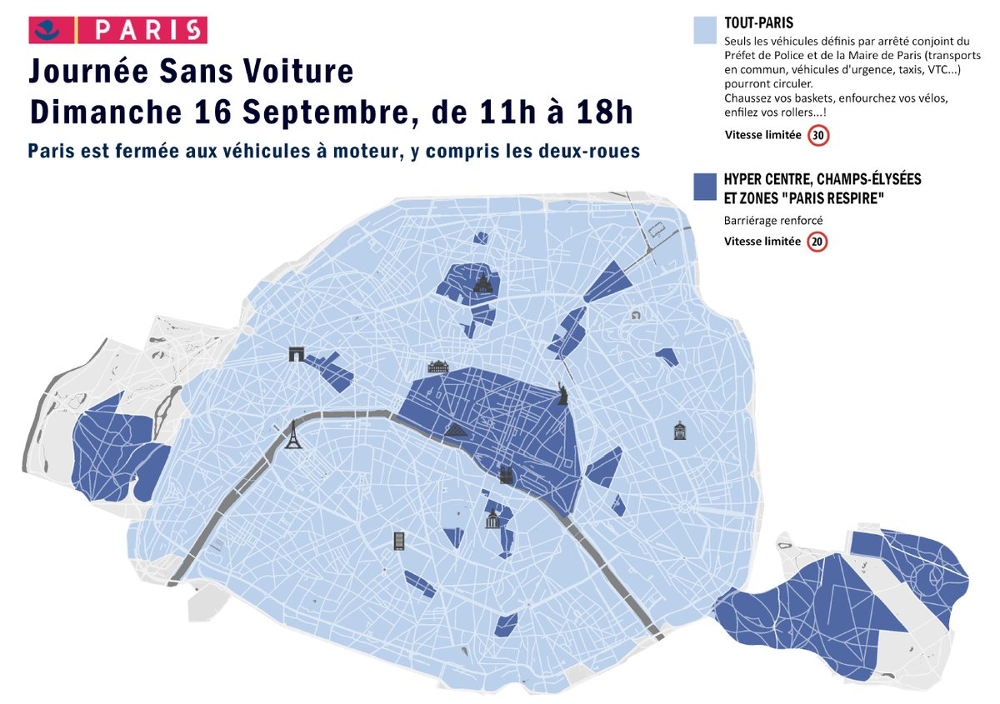 PARIS
Journée Sans Voiture
Dimanche 16 Septembre, de 11h à 18h
Paris est fermée aux véhicules à moteur, y compris les deux-roues
TOUT-PARIS
Seuls les véhicules définis par arrêté conjoint du
Préfet de Police et de la Maire de Paris (transports
en commun, véhicules d'urgence, taxis, VTC...)
pourront circuler.
Chaussez vos baskets, enfourchez vos vélos,
enfilez vos rollers...!
Vitesse limitée 30
HYPER CENTRE, CHAMPS-ÉLYSÉES
ET ZONES "PARIS RESPIRE"
Barriérage renforcé
Vitesse limitée 20